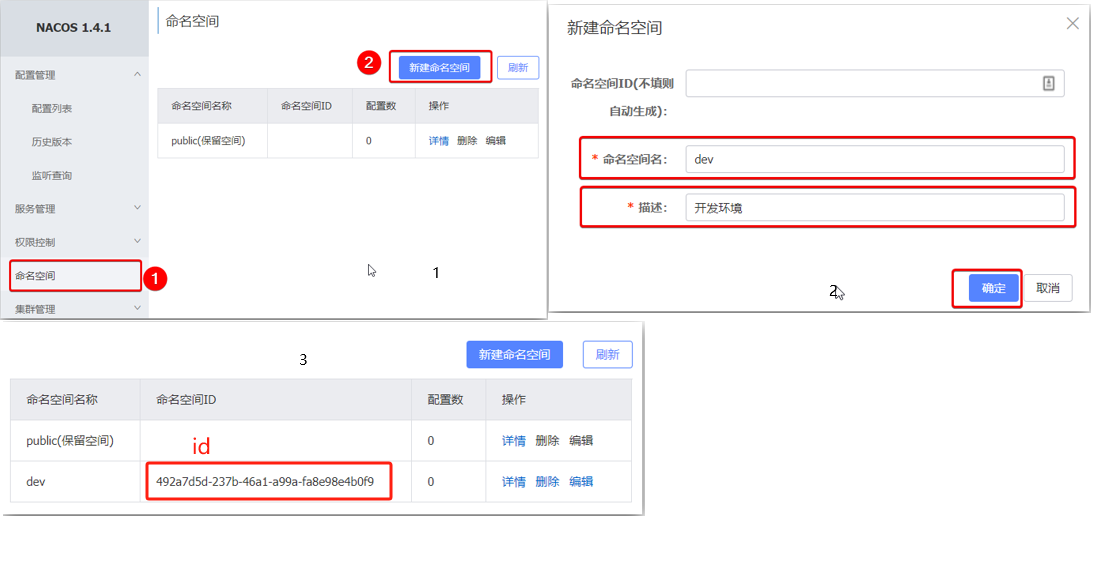 NACOS 1.4.1
配置管理
配置列表
历史版本
监听查询
服务管理
权限控制
命名空间
1
集群管理
命名空间
2 新建命名空间 刷新
命名空间名称 命名空间ID 配置数 操作
public(保留空间) 0 详情 删除 编辑
1
新建命名空间
命名空间ID(不填则
自动生成):
* 命名空间名: dev
* 描述: 开发环境
2
确定 取消
3
新建命名空间 刷新
命名空间名称 命名空间ID 配置数 操作
public(保留空间) 0 详情 删除 编辑
id
dev 492a7d5d-237b-46a1-a99a-fa8e98e4b0f9 0 详情 删除 编辑